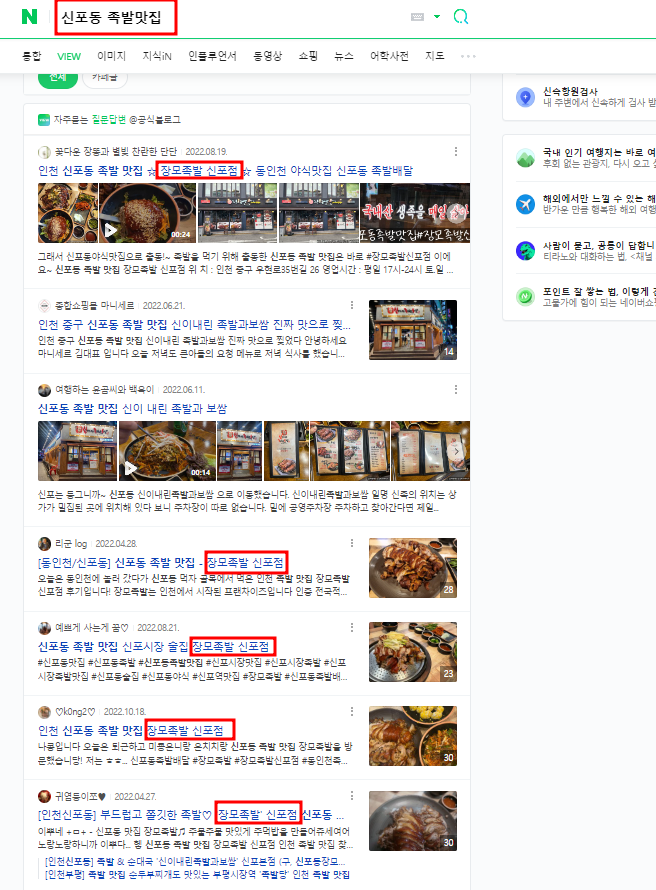 N 신포동 족발맛집
통합 VIEW 이미지 지식iN 인플루언서 동영상 쇼핑 뉴스 어학사전 지도
전체 카페글
자주묻는 질문답변 @공식블로그
꽃다운 장똥과 별빛 찬란한 단단 2022.08.19.
인천 신포동 족발 맛집 ☆ 장모족발 신포점 ☆ 동인천 야식맛집 신포동 족발배달
00:24
국내산 생족을 매일 삶아
포동족발맛집#장모족발신
그래서 신포동야식맛집으로 출동!~ 족발을 먹기 위해 출동한 신포동 족발 맛집은 바로 #장모족발신포점 이에
요~ 신포동 족발 맛집 장모족발 신포점 위 치 : 인천 중구 우현로35번길 26 영업시간 : 평일 17시-24시 토.일 ...
종합쇼핑몰 마니세르 2022.06.21.
인천 중구 신포동 족발 맛집 신이내린 족발과보쌈 진짜 맛으로 찢...
인천 중구 신포동 족발 맛집 신이내린 족발과보쌈 진짜 맛으로 찢었다 안녕하세요
마니세르 김대표 입니다 오늘 저녁도 큰아들의 요청 메뉴로 저녁 식사를 했습니...
14
여행하는 윤곰씨와 백욱이 2022.06.11.
신포동 족발 맛집 신이 내린 족발과 보쌈
00:14
신포는 둥그니까~ 신포동 신이내린족발과보쌈 으로 이동했습니다. 신이내린족발과보쌈 일명 신족의 위치는 상
가가 밀집된 곳에 위치해 있다 보니 주차장이 따로 없습니다. 밑에 공영주차장 주차하고 찾아간다면 제일...
리군 log 2022.04.28.
[동인천/신포동] 신포동 족발 맛집 - 장모족발 신포점
오늘은 동인천에 놀러 갔다가 신포동 먹자 골목에서 먹은 인천 족발 맛집 장모족발
신포점 후기입니다! 장모족발는 인천에서 시작된 프랜차이즈입니다 인증 전국적...
28
예쁘게 사는게 꿈♡ 2022.08.21.
신포동 족발 맛집 신포시장 술집 장모족발 신포점
#신포동맛집 #신포동족발 #신포동족발맛집 #신포시장맛집 #신포시장족발 #신포
시장족발맛집 #신포동술집 #신포동야식 #신포역맛집 #장모족발 #신포동족발배...
23
♡k0ng2♡ 2022.10.18.
인천 신포동 족발 맛집 장모족발 신포점
나콩입니다 오늘은 퇴근하고 미룽은니랑 은치치랑 신포동 족발 맛집 장모족발을 방
문했습니당! 저는 ㅎㅎ... 신포동족발배달 #장모족발 #장모족발신포점 #동인천족...
30
귀염둥이쪼♥ 2022.04.27.
[인천신포동] 부드럽고 쫄깃한 족발♡ '장모족발' 신포점 신포동 ...
이뿌네 +ㅁ+ - 신포동 맛집 장모족발♬ 주물주물 맛있게 주먹밥을 만들어쥬세여어
노랑노랑하니까 이뿌다.. 헹 신포동 족발 맛집 장모족발 신포점 인천 족발 맛집 찾...
30
[인천신포동] 족발 & 순대국 '신이내린족발과보쌈' 신포본점 (구, 신포동장모...
[인천부평] 족발 맛집 순두부찌개도 맛있는 부평시장역 '족발당' 인천 족발 맛집
신속항원검사
내 주변에서 신속하게 검사 받
국내 인기 여행지는 바로 여
후회 없는 관광지. 다시 오고 싶
해외에서만 느낄 수 있는 해
반가운 만큼 행복한 해외 여행
사람이 묻고, 공룡이 답합니
티라노와 대화하는 법, <채널
포인트 잘 쌓는 법, 이렇게 간
고물가에 힘이 되는 네이버쇼핑